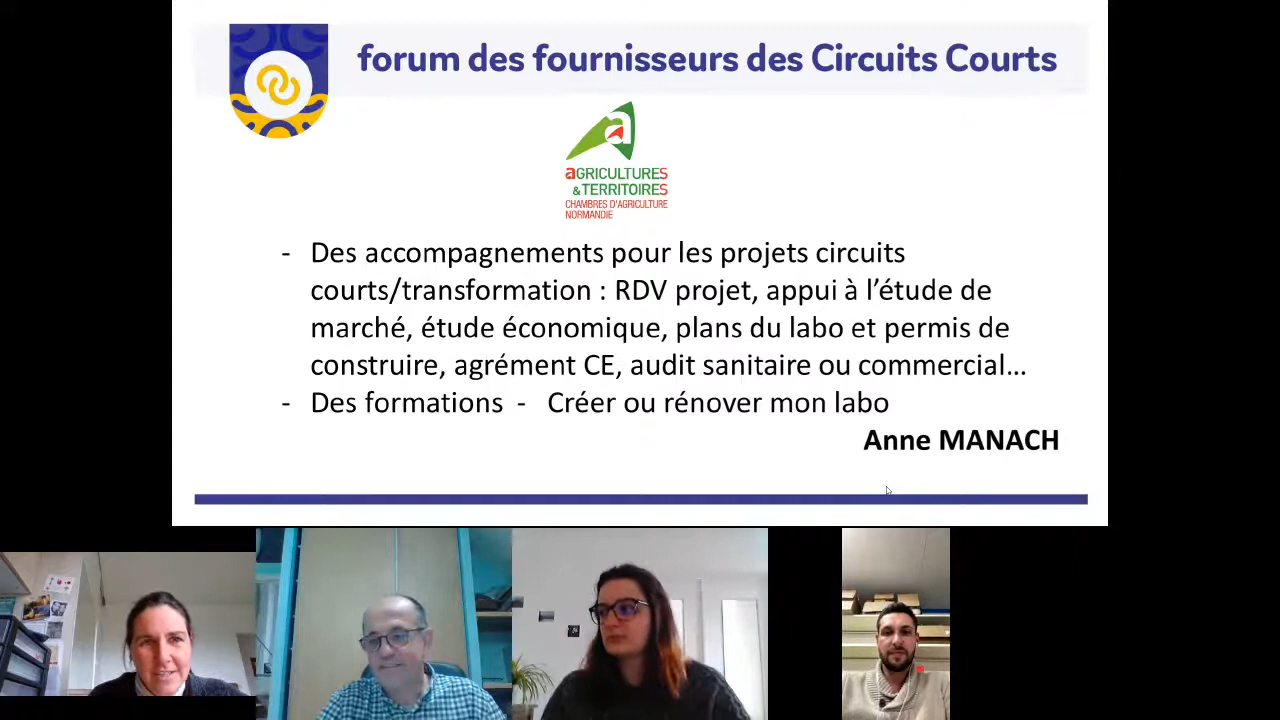 forum des fournisseurs des Circuits Courts
a
aGRICULTURES
& TERRITOIRES
CHAMBRES D'AGRICULTURE
NORMANDIE
- Des accompagnements pour les projets circuits
courts/transformation : RDV projet, appui à l'étude de
marché, étude économique, plans du labo et permis de
construire, agrément CE, audit sanitaire ou commercial...
- Des formations - Créer ou rénover mon labo
Anne MANACH